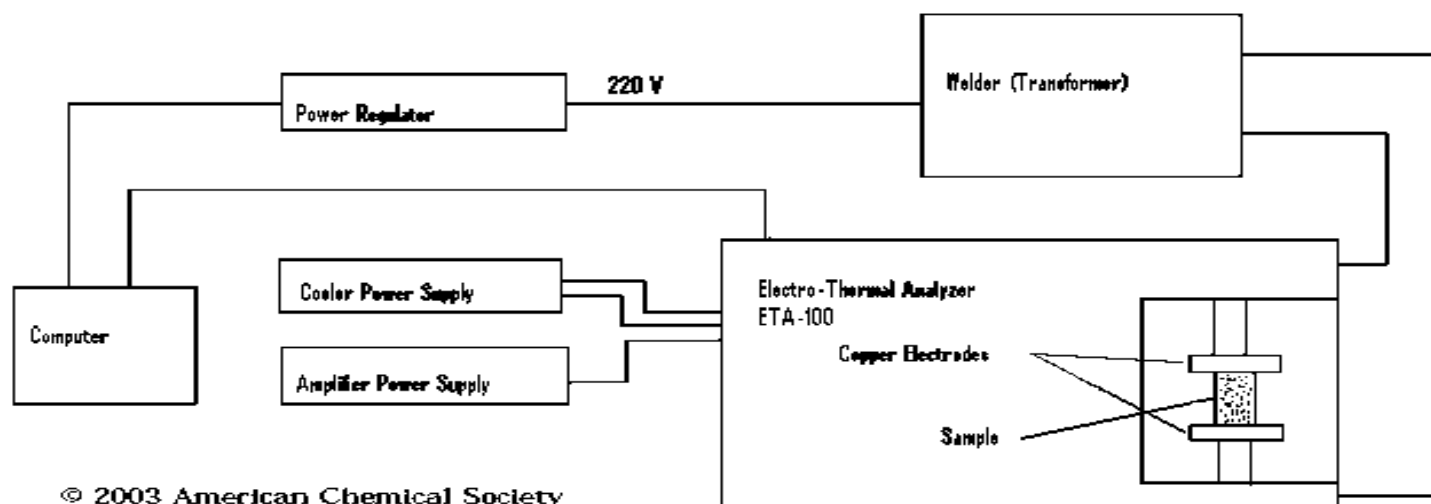 220 V
Welder (Transformer)
Power Regulator
Cooler Power Supply
Electro-Thermal Analyzer
ETA-100
Computer
Copper Electrodes
Amplifier Power Supply
Sample
© 2003 American Chemical Society